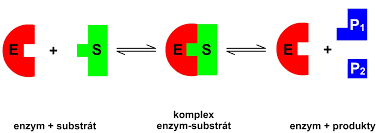 E + S E S E + P1
P2
komplex
enzym + substrát enzym-substrát enzym + produkty